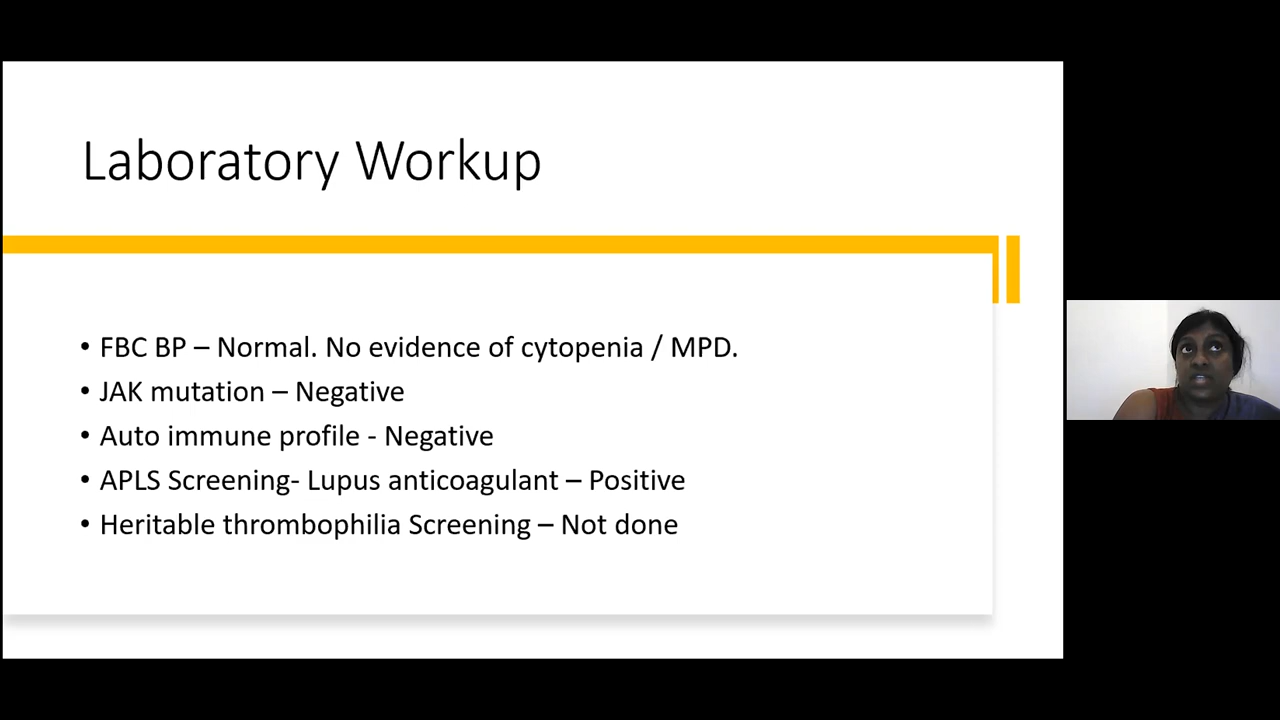 Laboratory Workup
• FBC BP – Normal. No evidence of cytopenia / MPD.
• JAK mutation – Negative
• Auto immune profile - Negative
• APLS Screening- Lupus anticoagulant – Positive
• Heritable thrombophilia Screening – Not done